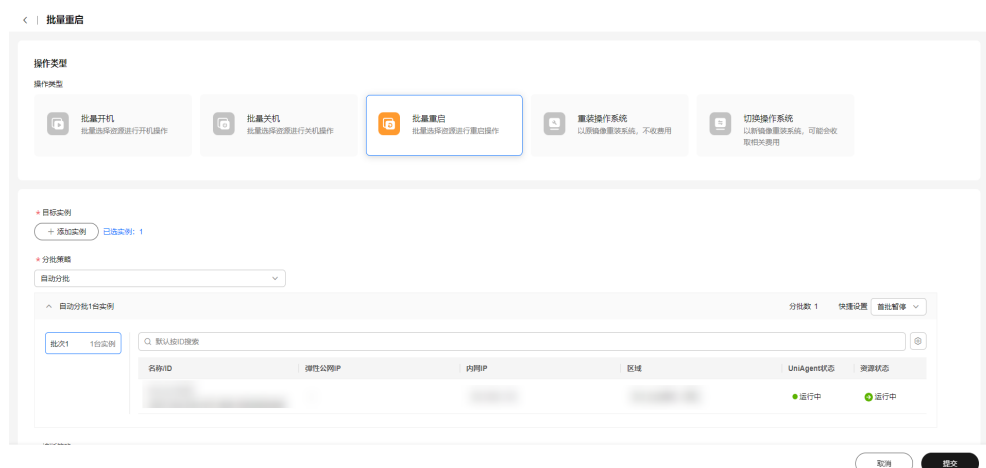 批量重启
操作类型
操作类型
批量开机
批量选择资源进行开机操作
批量关机
批量选择资源进行关机操作
批量重启
批量选择资源进行重启操作
重装操作系统
以原镜像重装系统，不收费用
切换操作系统
以新镜像重装系统，可能会收
取相关费用
* 目标实例
+ 添加实例 已选实例：1
* 分批策略
自动分批
自动分批1台实例 分批数 1 快捷设置 首批暂停
批次1 1台实例
默认按ID搜索
名称/ID 弹性公网IP 内网IP 区域 UniAgent状态 资源状态
运行中 运行中
取消 提交